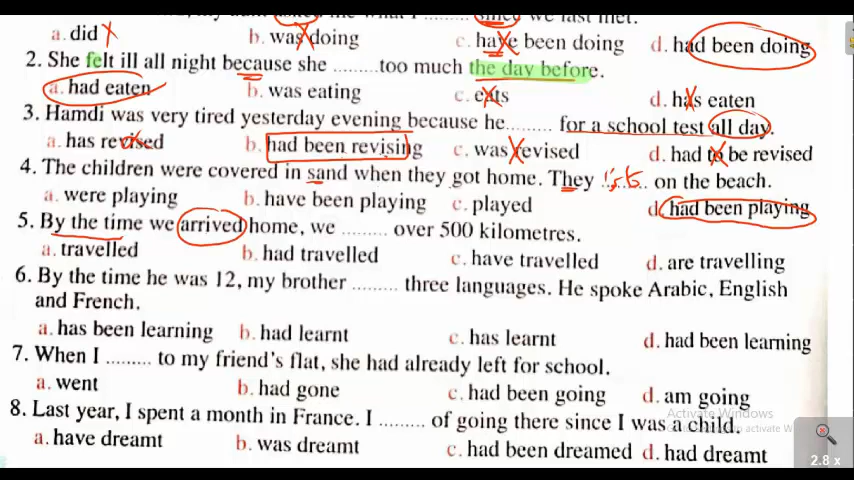 we last met.
a. did b. was doing c. have been doing d. had been doing
2. She felt ill all night because she ......... too much the day before.
a. had eaten b. was eating c. eats d. has eaten
3. Hamdi was very tired yesterday evening because he......... for a school test all day.
a. has revised b. had been revising c. was revised d. had to be revised
4. The children were covered in sand when they got home. They ......... on the beach.
a. were playing b. have been playing c. played d. had been playing
5. By the time we arrived home, we ......... over 500 kilometres.
a. travelled b. had travelled c. have travelled d. are travelling
6. By the time he was 12, my brother ......... three languages. He spoke Arabic, English
and French.
a. has been learning b. had learnt c. has learnt d. had been learning
7. When I ......... to my friend's flat, she had already left for school.
a. went b. had gone c. had been going d. am going
Activate Windows
8. Last year, I spent a month in France. I ......... of going there since I was a child.
a. have dreamt b. was dreamt c. had been dreamed d. had dreamt
2.8 x